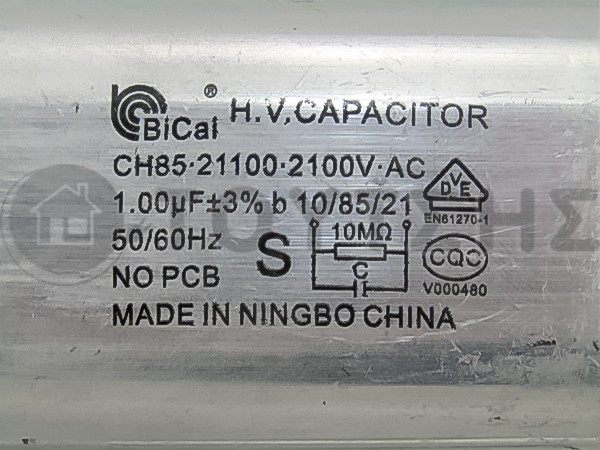 BiCai ® H.V.CAPACITOR
CH85·21100·2100V·AC
1.00µF±3% b 10/85/21
DVE
EN61270-1
50/60Hz
S
10MΩ
C
CQC
V000480
NO PCB
MADE IN NINGBO CHINA